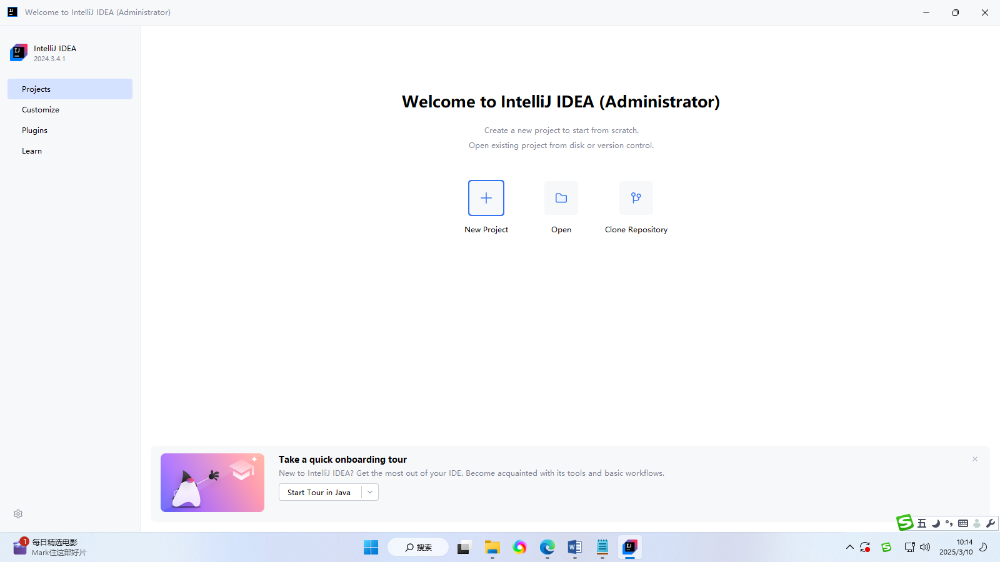 Welcome to IntelliJ IDEA (Administrator)
IntelliJ IDEA
2024.3.4.1
Projects
Customize
Plugins
Learn
Welcome to IntelliJ IDEA (Administrator)
Create a new project to start from scratch.
Open existing project from disk or version control.
New Project
Open
Clone Repository
Take a quick onboarding tour
New to IntelliJ IDEA? Get the most out of your IDE. Become acquainted with its tools and basic workflows.
Start Tour in Java
五
1
每日精选电影
Mark住这部好片
搜索
10:14
2025/3/10